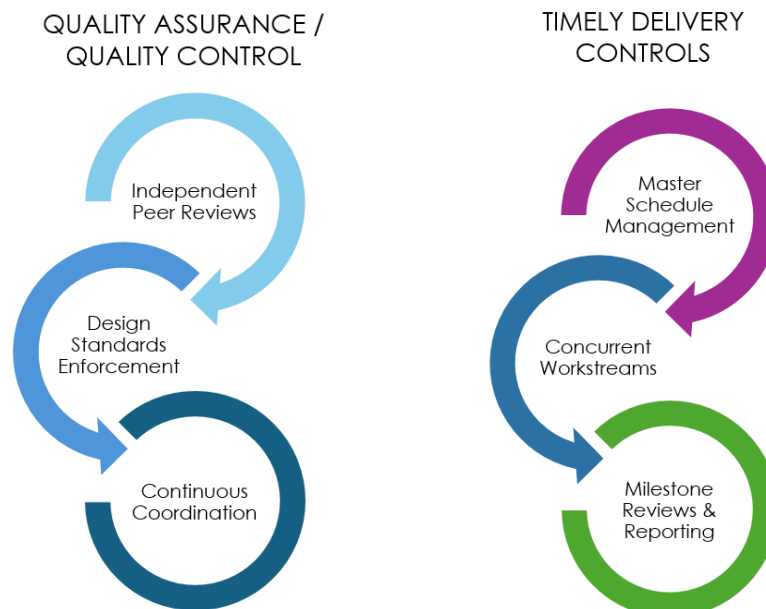 QUALITY ASSURANCE /
QUALITY CONTROL
Independent
Peer Reviews
Design
Standards
Enforcement
Continuous
Coordination
TIMELY DELIVERY
CONTROLS
Master
Schedule
Management
Concurrent
Workstreams
Milestone
Reviews &
Reporting